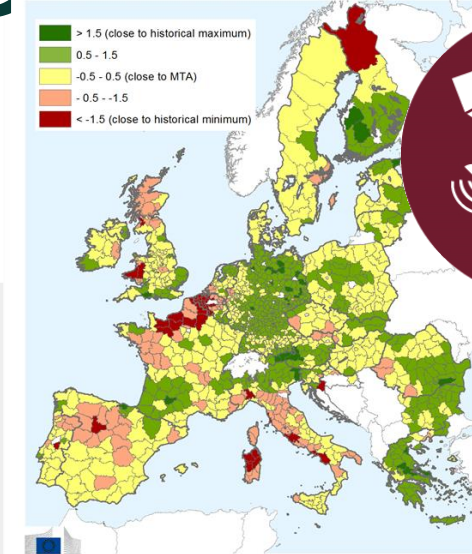 > 1.5 (close to historical maximum)
0.5 - 1.5
-0.5 - 0.5 (close to MTA)
- 0.5 - -1.5
< -1.5 (close to historical minimum)